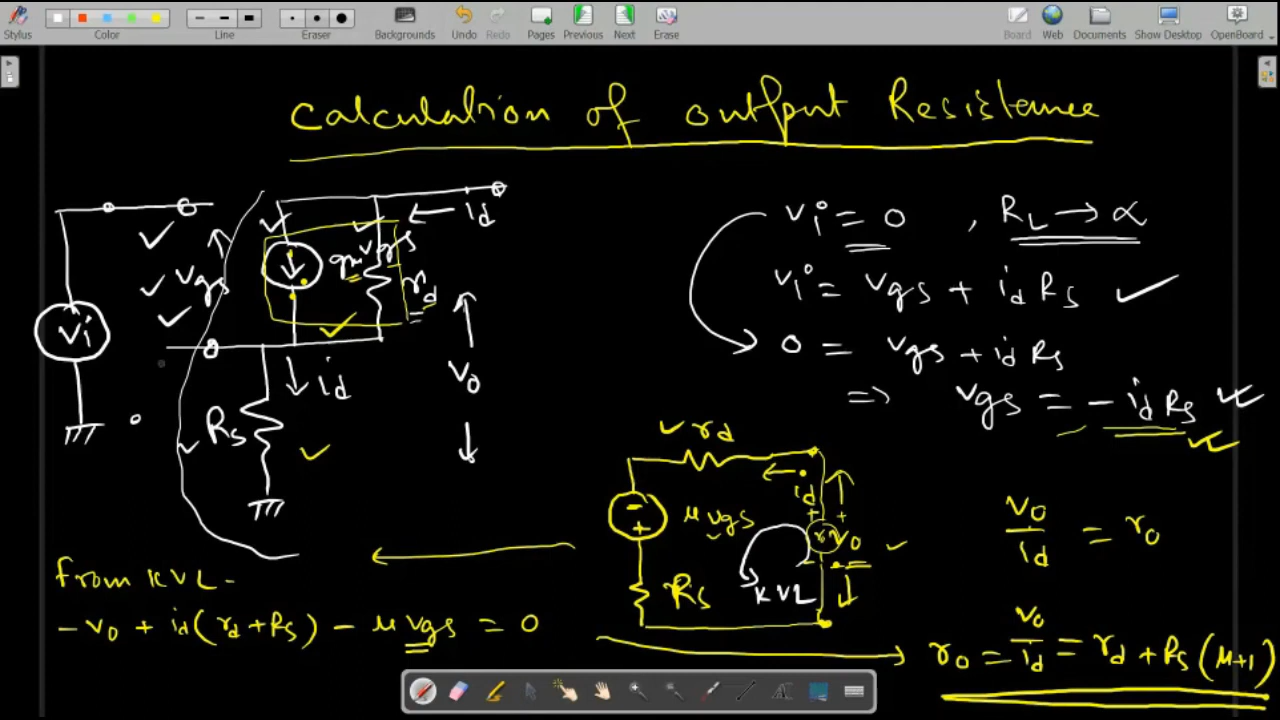 Stylus
Color
Line
Eraser
Backgrounds
Undo
Redo
Pages
Previous
Next
Erase
Board
Web
Documents
Show Desktop
OpenBoard
Calculation of output Resistance
id
gm vgs
vgs
rd
vi
vo
id
Rs
vi = 0 , RL → α
vi = vgs + id Rs
0 = vgs + id Rs
=> vgs = - id Rs
rd
id
μ vgs
vo
Rs
KVL
vo/id = ro
from KVL -
-vo + id(rd + Rs) - μ vgs = 0
ro = vo/id = rd + Rs (μ+1)